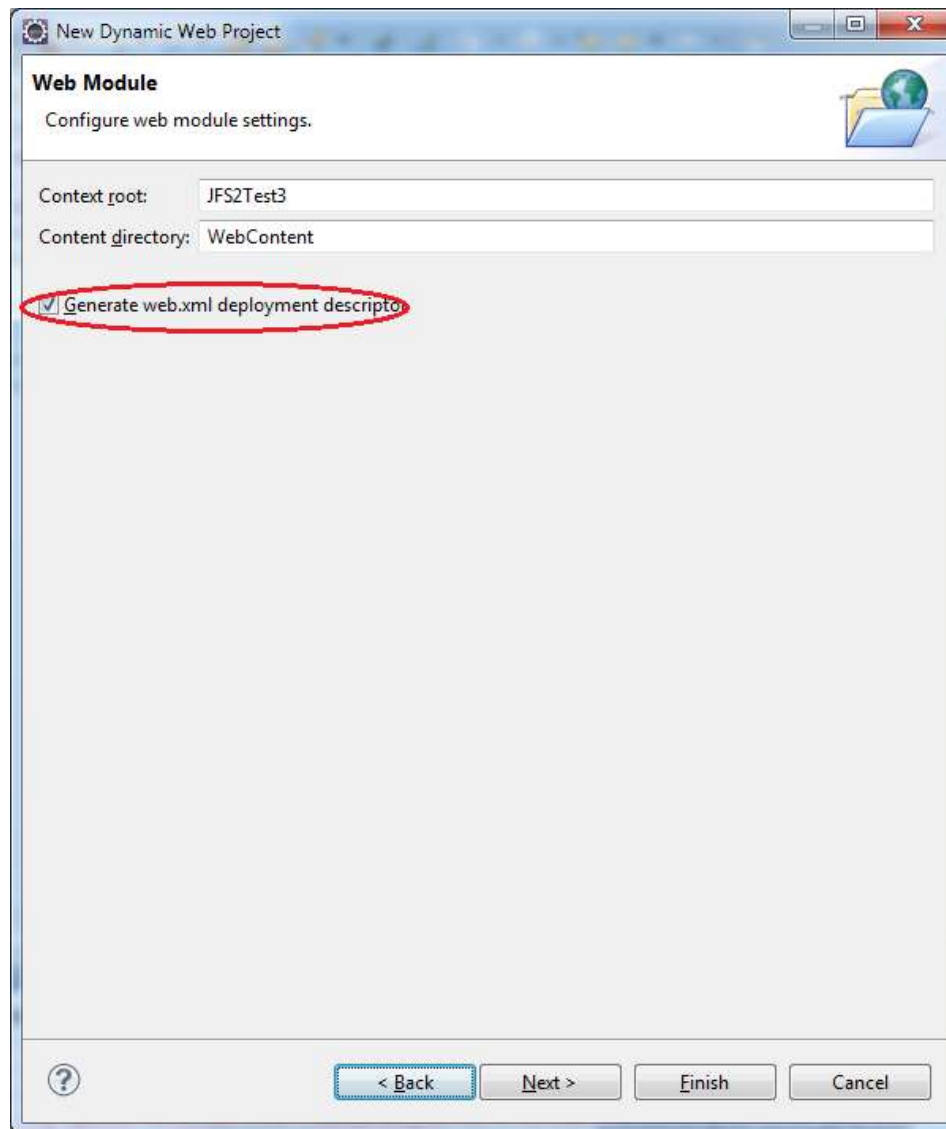 New Dynamic Web Project
Web Module
Configure web module settings.
Context root: JFS2Test3
Content directory: WebContent
Generate web.xml deployment descriptor
? < Back Next > Finish Cancel